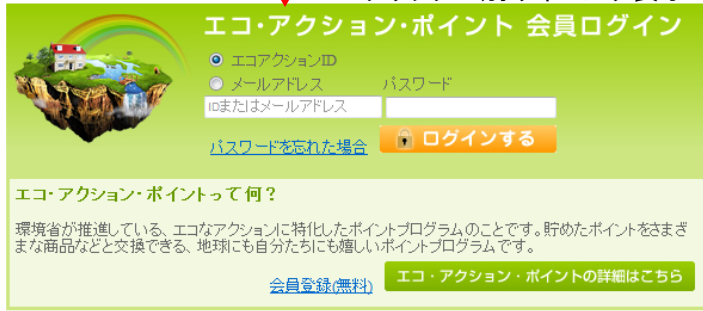 エコ・アクション・ポイント 会員ログイン
エコアクションID
メールアドレス パスワード
IDまたはメールアドレス
パスワードを忘れた場合 ログインする
エコ・アクション・ポイントって何？
環境省が推進している、エコなアクションに特化したポイントプログラムのことです。貯めたポイントをさまざ
まな商品などと交換できる、地球にも自分たちにも嬉しいポイントプログラムです。
会員登録(無料) エコ・アクション・ポイントの詳細はこちら